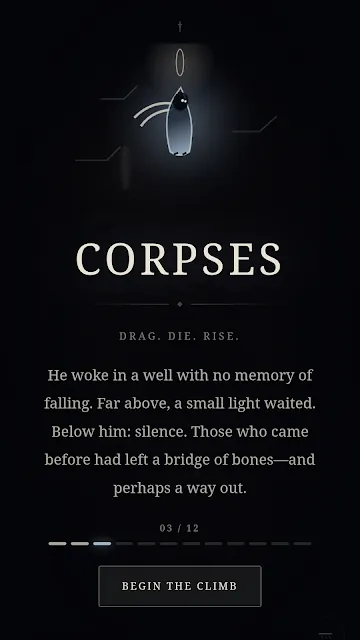 †
CORPSES
DRAG. DIE. RISE.
He woke in a well with no memory of
falling. Far above, a small light waited.
Below him: silence. Those who came
before had left a bridge of bones—and
perhaps a way out.
03 / 12
BEGIN THE CLIMB